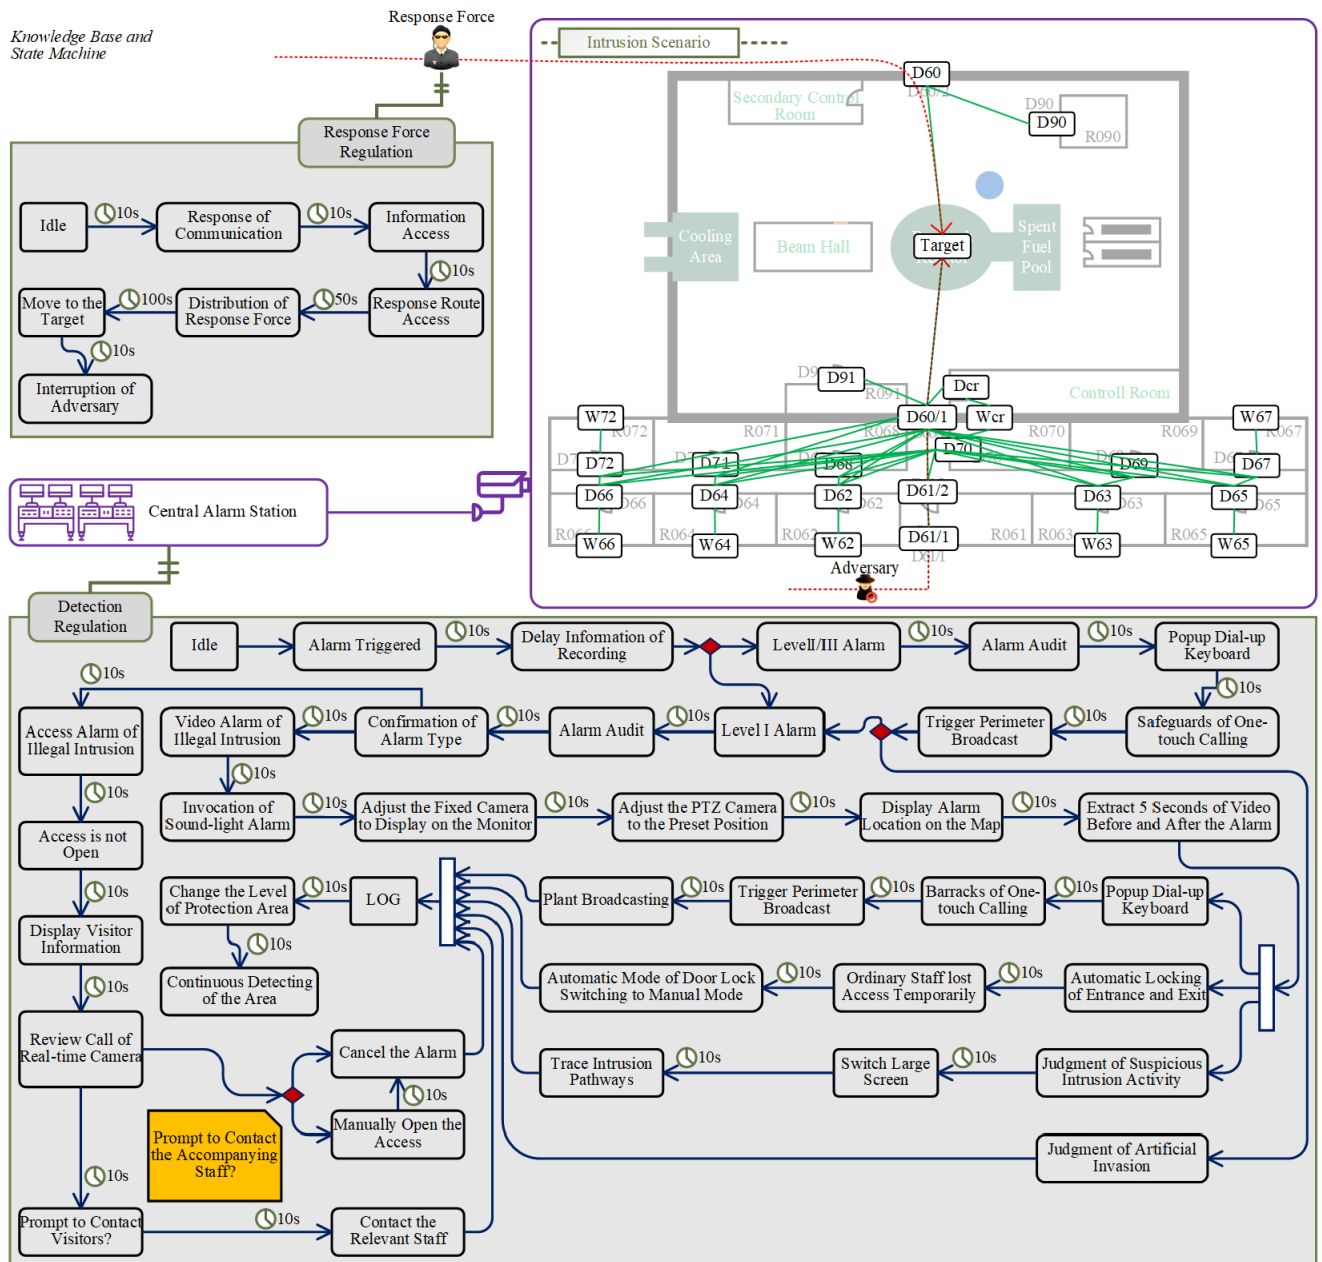 Knowledge Base and
State Machine
Response Force
Response Force
Regulation
Idle
10s
Response of
Communication
10s
Information
Access
10s
Move to the
Target
100s
Distribution of
Response Force
50s
Response Route
Access
10s
Interruption of
Adversary
Central Alarm Station
Intrusion Scenario
D60
Secondary Control
Room
D90
D90
R090
Cooling
Area
Beam Hall
Target
Spent
Fuel
Pool
D91
R091
Dcr
Controll Room
W72
D60/1
Wcr
W67
R072
R071
R068
R070
R069
R067
D70
D72
D71
D68
D69
D67
D66
D64
D62
D61/2
D63
D65
D66
D64
D62
D63
D65
R064
R062
R061
R063
R065
W66
W64
W62
D61/1
W63
W65
D61/1
Adversary
Detection
Regulation
Idle
Alarm Triggered
10s
Delay Information of
Recording
LevelI/III Alarm
10s
Alarm Audit
10s
Popup Dial-up
Keyboard
10s
10s
Access Alarm of
Illegal Intrusion
Video Alarm of
Illegal Intrusion
10s
Confirmation of
Alarm Type
10s
Alarm Audit
10s
Level I Alarm
Trigger Perimeter
Broadcast
10s
Safeguards of One-
touch Calling
10s
10s
Invocation of
Sound-light Alarm
10s
Adjust the Fixed Camera
to Display on the Monitor
10s
Adjust the PTZ Camera
to the Preset Position
10s
Display Alarm
Location on the Map
10s
Extract 5 Seconds of Video
Before and After the Alarm
Access is not
Open
10s
Change the Level
of Protection Area
10s
LOG
Plant Broadcasting
10s
Trigger Perimeter
Broadcast
10s
Barracks of One-
touch Calling
10s
Popup Dial-up
Keyboard
Display Visitor
Information
10s
10s
Continuous Detecting
of the Area
Automatic Mode of Door Lock
Switching to Manual Mode
10s
Ordinary Staff lost
Access Temporarily
10s
Automatic Locking
of Entrance and Exit
Review Call of
Real-time Camera
Cancel the Alarm
Trace Intrusion
Pathways
10s
Switch Large
Screen
10s
Judgment of Suspicious
Intrusion Activity
10s
Manually Open the
Access
Prompt to Contact
the Accompanying
Staff?
Judgment of Artificial
Invasion
10s
Prompt to Contact
Visitors?
10s
Contact the
Relevant Staff